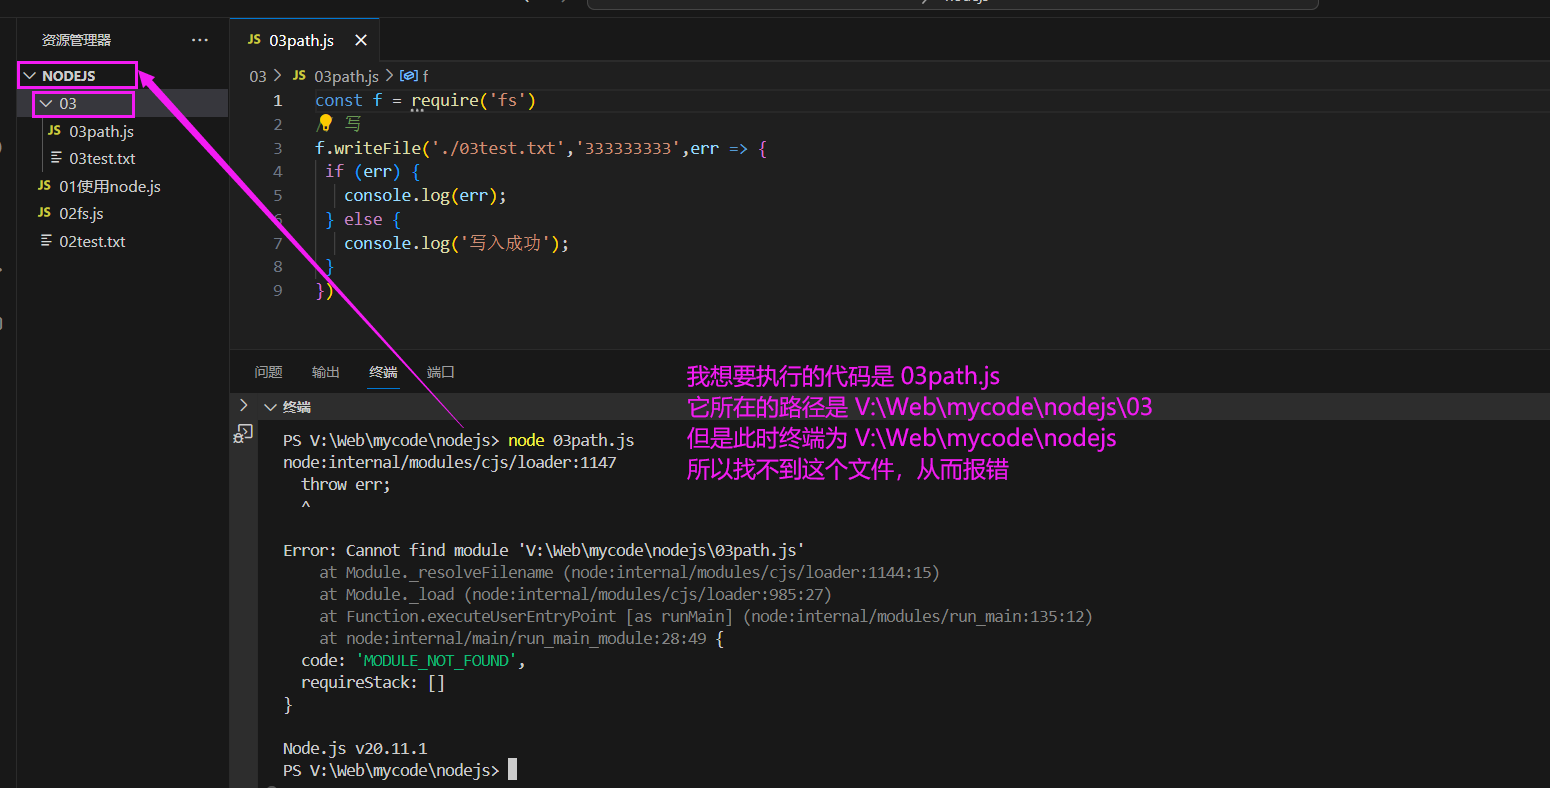 资源管理器 ···
NODEJS
03
JS 03path.js
03test.txt
JS 01使用node.js
JS 02fs.js
02test.txt
JS 03path.js ×
03 > JS 03path.js > f
1 const f = require('fs')
2 写
3 f.writeFile('./03test.txt','333333333',err => {
4 if (err) {
5 console.log(err);
6 } else {
7 console.log('写入成功');
8 }
9 })
问题 输出 终端 端口
终端
我想要执行的代码是 03path.js
它所在的路径是 V:\Web\mycode\nodejs\03
但是此时终端为 V:\Web\mycode\nodejs
所以找不到这个文件，从而报错
PS V:\Web\mycode\nodejs> node 03path.js
node:internal/modules/cjs/loader:1147
throw err;
^
Error: Cannot find module 'V:\Web\mycode\nodejs\03path.js'
at Module._resolveFilename (node:internal/modules/cjs/loader:1144:15)
at Module._load (node:internal/modules/cjs/loader:985:27)
at Function.executeUserEntryPoint [as runMain] (node:internal/modules/run_main:135:12)
at node:internal/main/run_main_module:28:49 {
code: 'MODULE_NOT_FOUND',
requireStack: []
}
Node.js v20.11.1
PS V:\Web\mycode\nodejs>